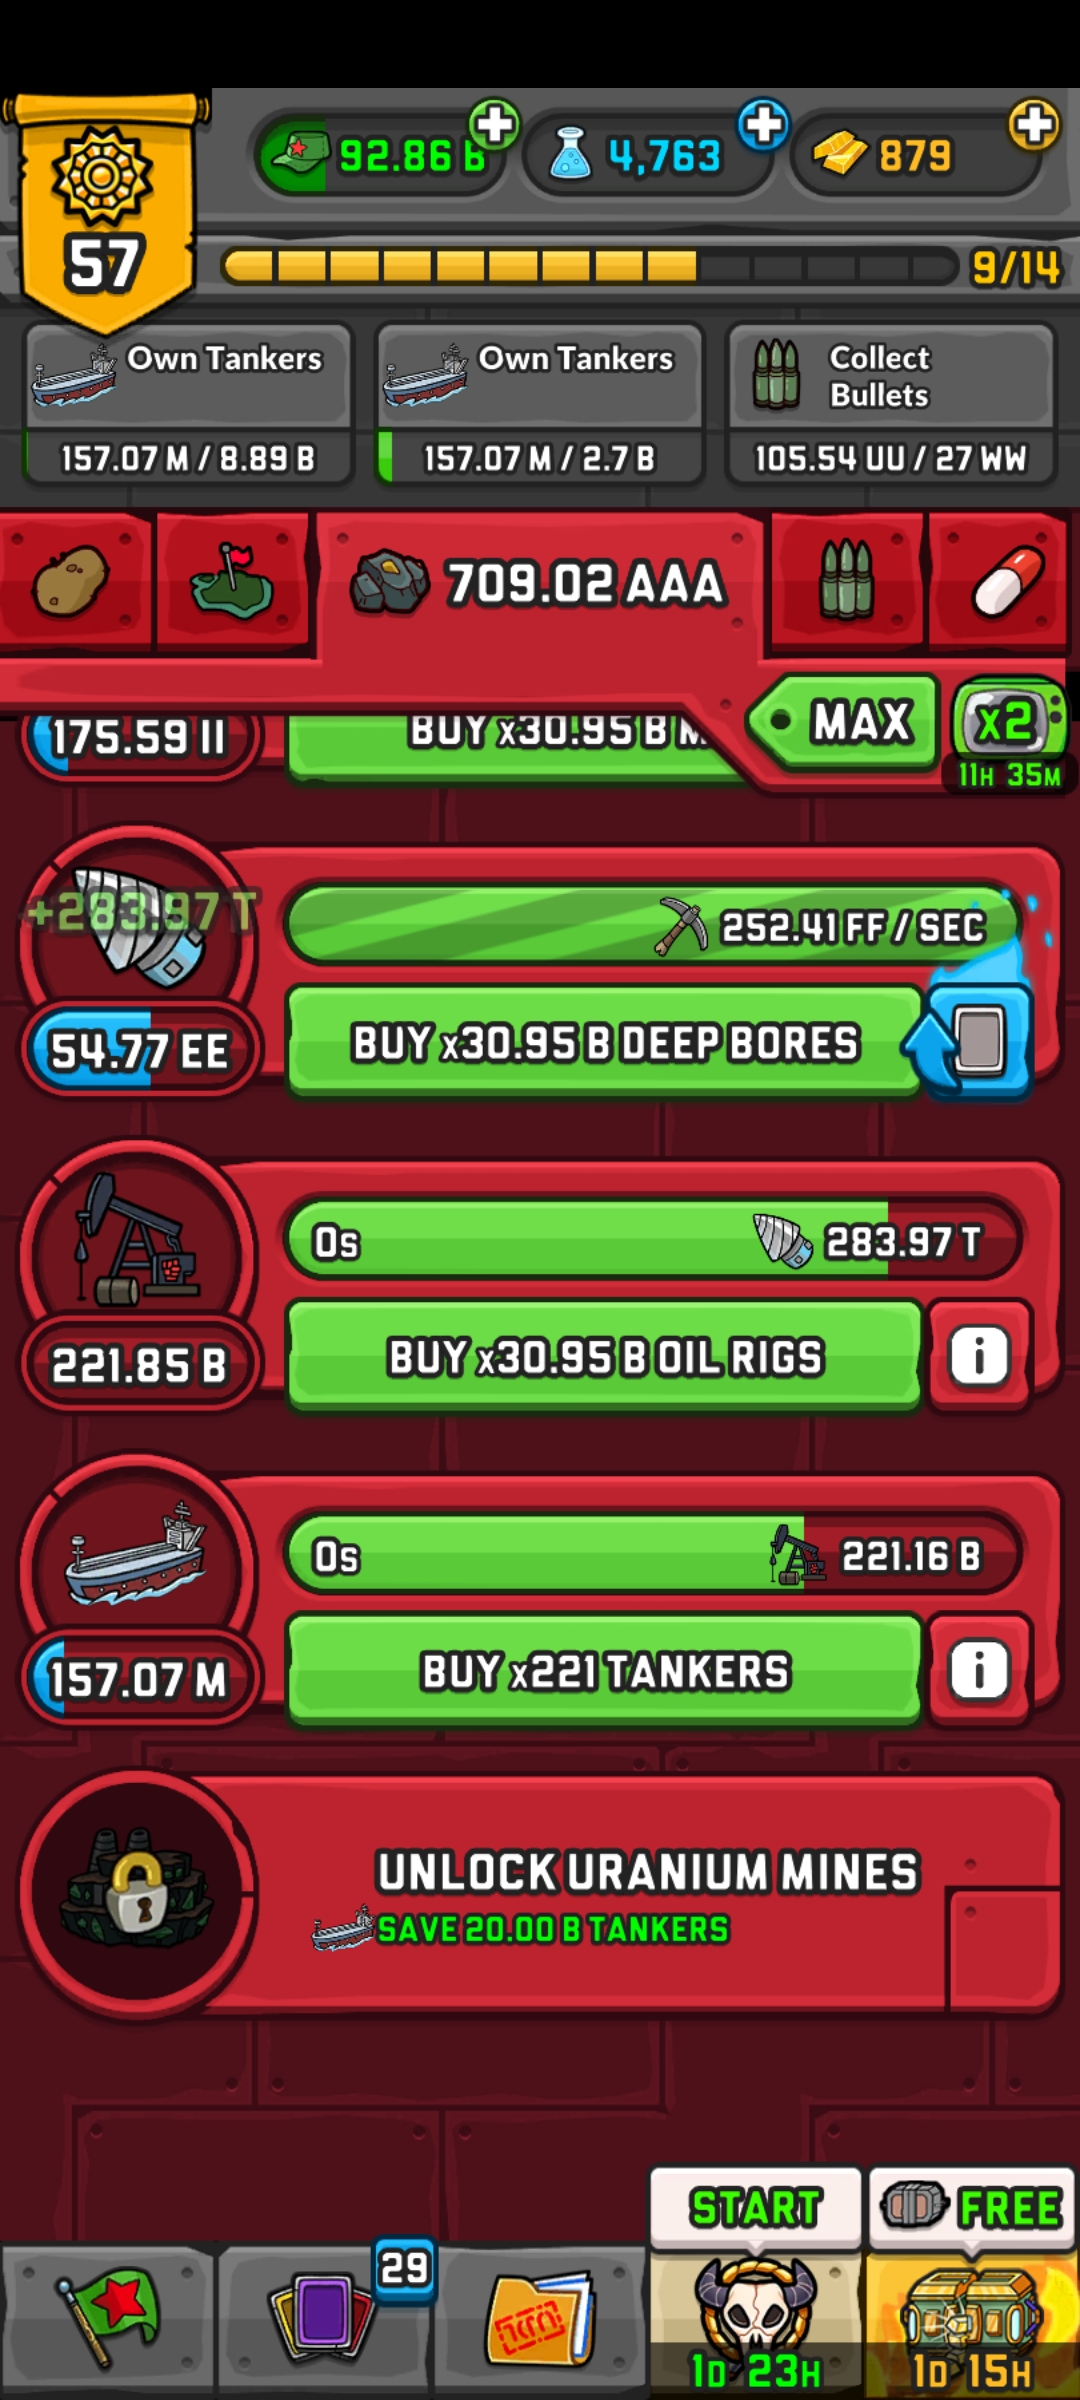 92.86 B
4,763
879
57
9/14
Own Tankers
157.07 M / 8.89 B
Own Tankers
157.07 M / 2.7 B
Collect
Bullets
105.54 UU / 27 WW
709.02 AAA
MAX
x2
11H 35M
175.59 II
BUY x30.95 B
+283.97 T
252.41 FF / SEC
54.77 EE
BUY x30.95 B DEEP BORES
0s
283.97 T
221.85 B
BUY x30.95 B OIL RIGS
i
0s
221.16 B
157.07 M
BUY x221 TANKERS
i
UNLOCK URANIUM MINES
SAVE 20.00 B TANKERS
START
FREE
29
1D 23H
1D 15H